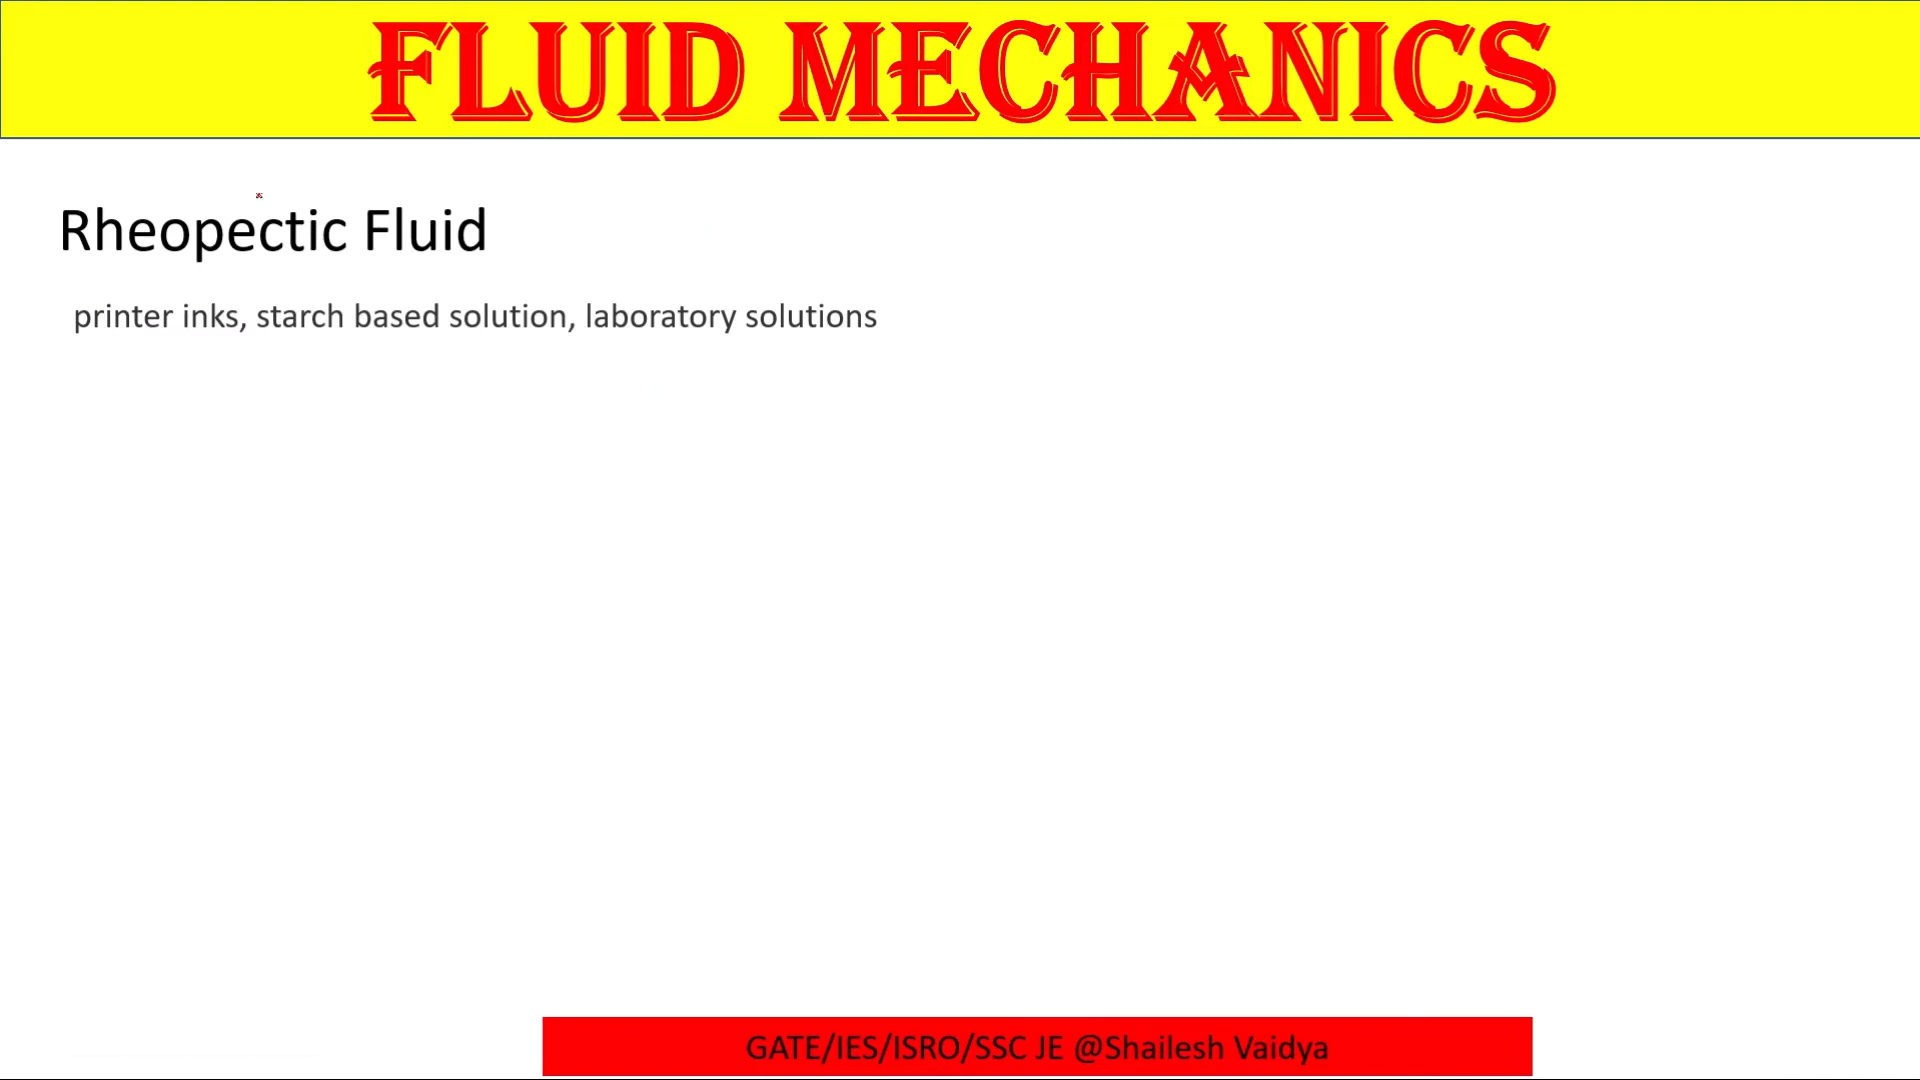 FLUID MECHANICS
Rheopectic Fluid
printer inks, starch based solution, laboratory solutions
GATE/IES/ISRO/SSC JE @Shailesh Vaidya